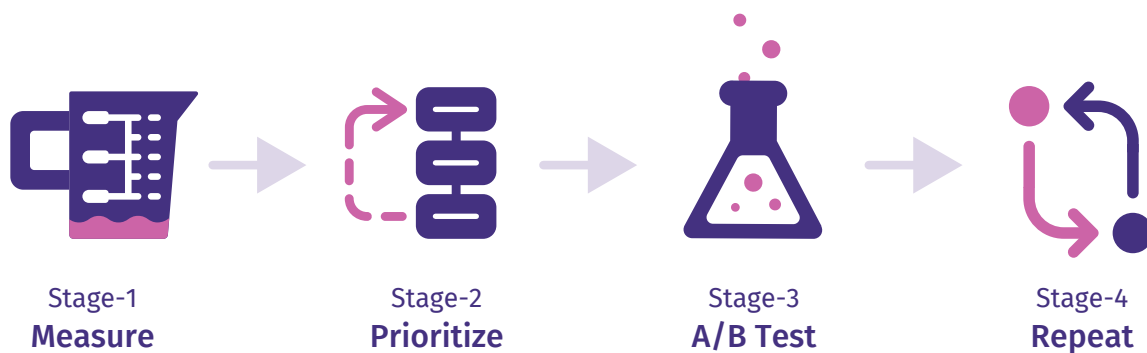 Stage-1
Measure
Stage-2
Prioritize
Stage-3
A/B Test
Stage-4
Repeat